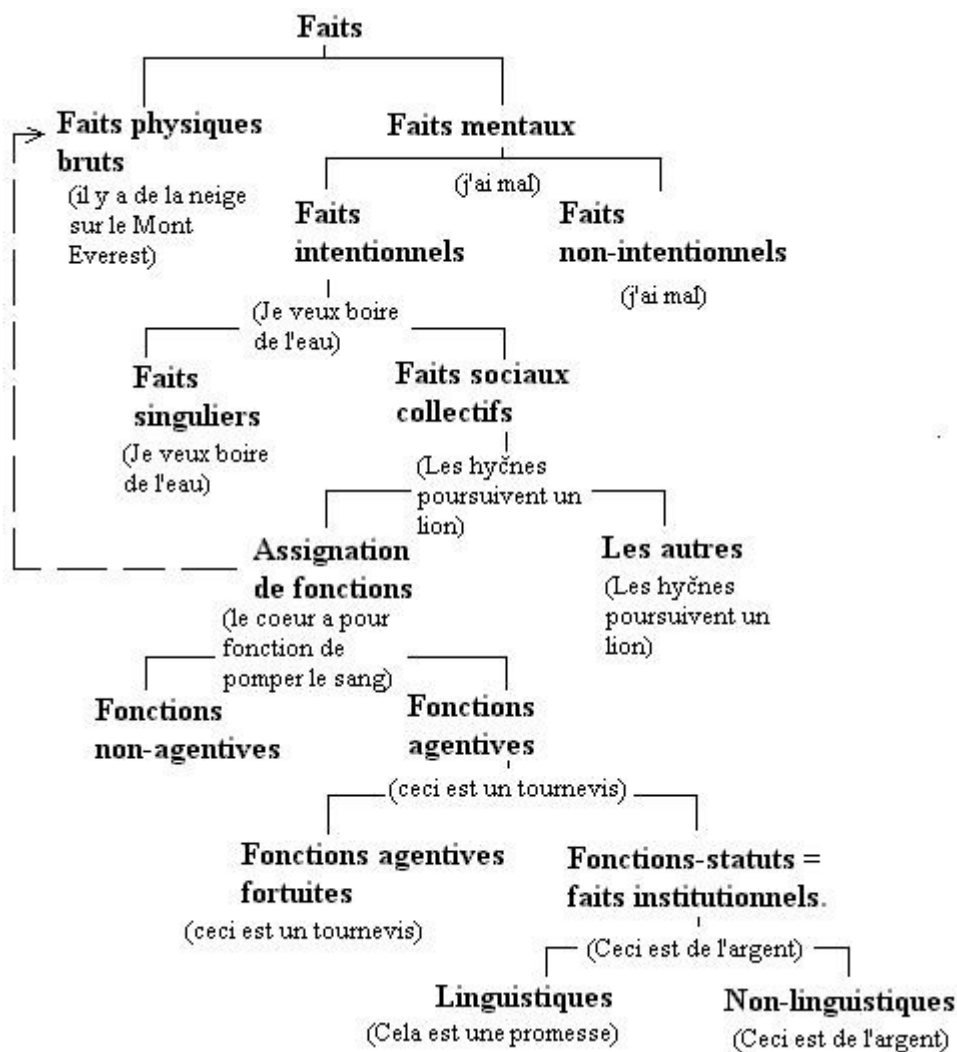 Faits
Faits physiques
bruts
(il y a de la neige
sur le Mont
Everest)
Faits mentaux
(j'ai mal)
Faits
intentionnels
Faits
non-intentionnels
(j'ai mal)
(Je veux boire
de l'eau)
Faits
singuliers
(Je veux boire
de l'eau)
Faits sociaux
collectifs
(Les hyčnes
poursuivent un
lion)
Assignation
de fonctions
(le coeur a pour
fonction de
pomper le sang)
Les autres
(Les hyčnes
poursuivent un
lion)
Fonctions
non-agentives
Fonctions
agentives
(ceci est un tournevis)
Fonctions agentives
fortuites
(ceci est un tournevis)
Fonctions-statuts =
faits institutionnels.
(Ceci est de l'argent)
Linguistiques
(Cela est une promesse)
Non-linguistiques
(Ceci est de l'argent)